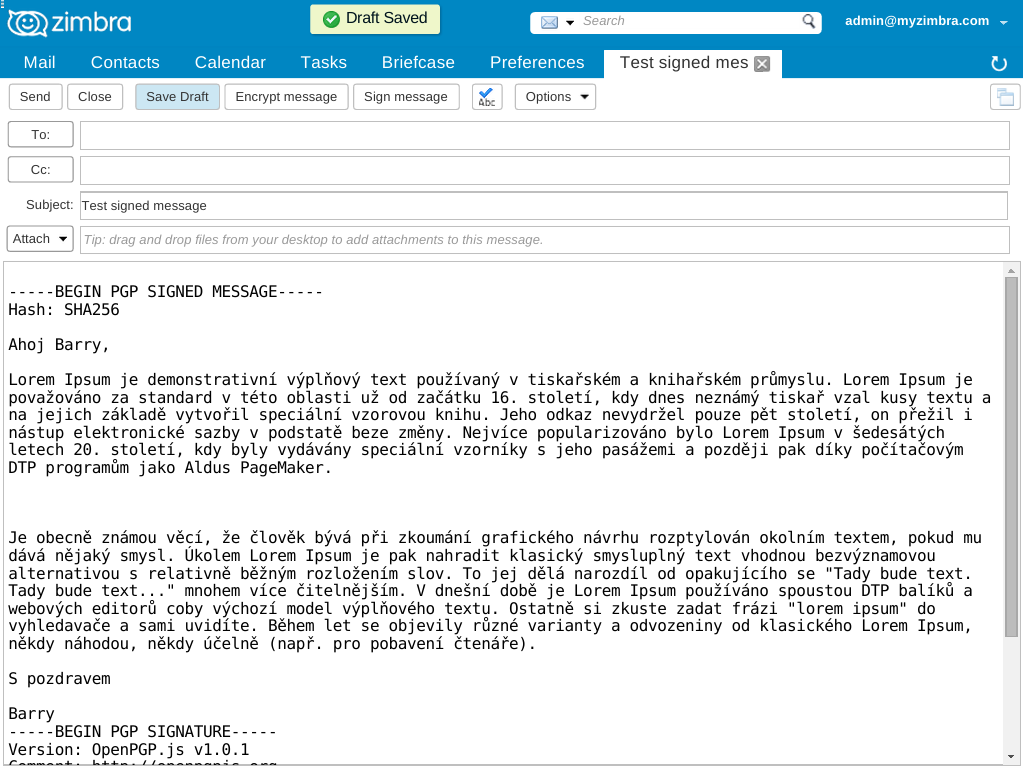 zimbra
Draft Saved
Search
admin@myzimbra.com
Mail Contacts Calendar Tasks Briefcase Preferences Test signed mes
Send Close Save Draft Encrypt message Sign message Abc Options
To:
Cc:
Subject: Test signed message
Attach Tip: drag and drop files from your desktop to add attachments to this message.
-----BEGIN PGP SIGNED MESSAGE-----
Hash: SHA256
Ahoj Barry,
Lorem Ipsum je demonstrativní výplňový text používaný v tiskařském a knihařském průmyslu. Lorem Ipsum je
považováno za standard v této oblasti už od začátku 16. století, kdy dnes neznámý tiskař vzal kusy textu a
na jejich základě vytvořil speciální vzorovou knihu. Jeho odkaz nevydržel pouze pět století, on přežil i
nástup elektronické sazby v podstatě beze změny. Nejvíce popularizováno bylo Lorem Ipsum v šedesátých
letech 20. století, kdy byly vydávány speciální vzorníky s jeho pasážemi a později pak díky počítačovým
DTP programům jako Aldus PageMaker.
Je obecně známou věcí, že člověk bývá při zkoumání grafického návrhu rozptylován okolním textem, pokud mu
dává nějaký smysl. Úkolem Lorem Ipsum je pak nahradit klasický smysluplný text vhodnou bezvýznamovou
alternativou s relativně běžným rozložením slov. To jej dělá narozdíl od opakujícího se "Tady bude text.
Tady bude text..." mnohem více čitelnějším. V dnešní době je Lorem Ipsum používáno spoustou DTP balíků a
webových editorů coby výchozí model výplňového textu. Ostatně si zkuste zadat frázi "lorem ipsum" do
vyhledavače a sami uvidíte. Během let se objevily různé varianty a odvozeniny od klasického Lorem Ipsum,
někdy náhodou, někdy účelně (např. pro pobavení čtenáře).
S pozdravem
Barry
-----BEGIN PGP SIGNATURE-----
Version: OpenPGP.js v1.0.1
Comment: http://openpgpjs.org